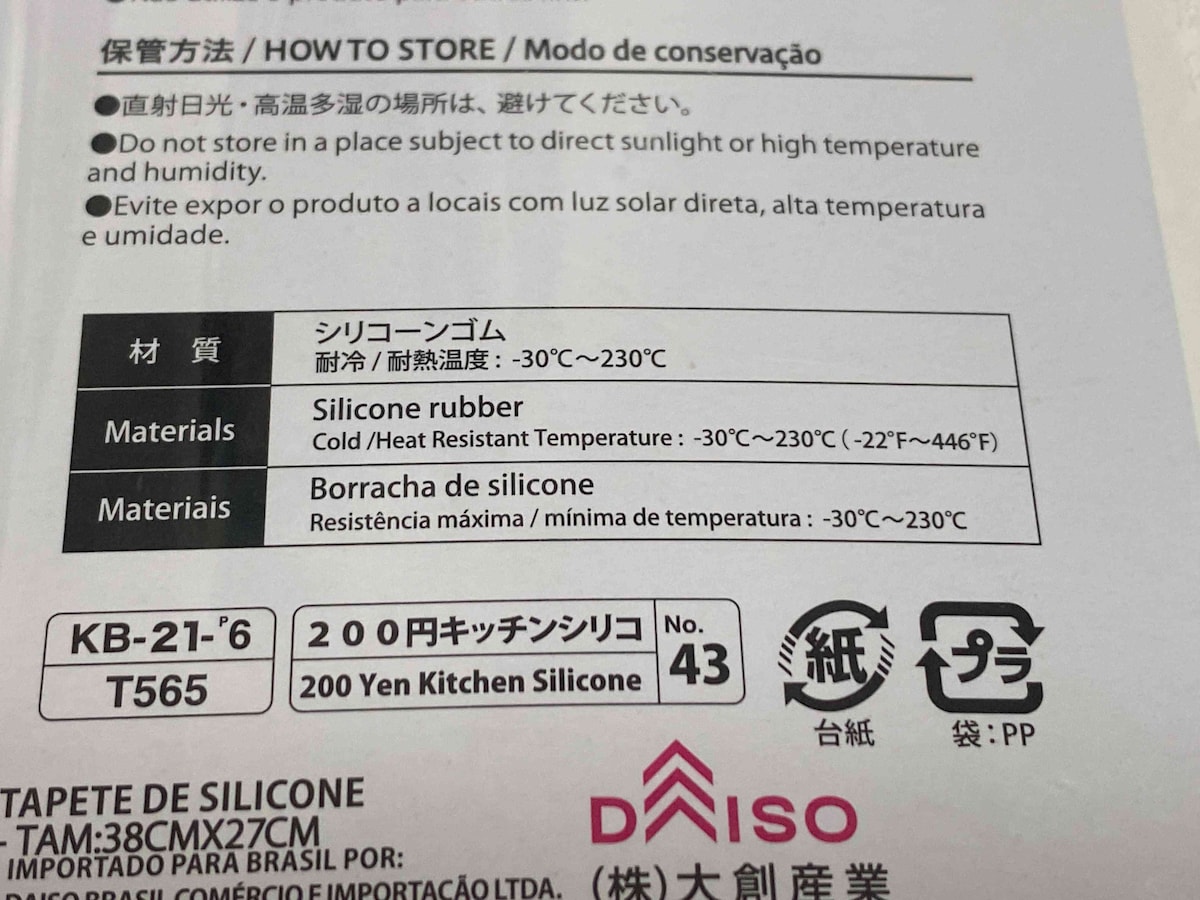 保管方法 / HOW TO STORE / Modo de conservação
●直射日光・高温多湿の場所は、避けてください。
●Do not store in a place subject to direct sunlight or high temperature
and humidity.
●Evite expor o produto a locais com luz solar direta, alta temperatura
e umidade.
材 質
シリコーンゴム
耐冷 / 耐熱温度 : -30℃～230℃
Materials
Silicone rubber
Cold /Heat Resistant Temperature : -30℃～230℃ ( -22°F～446°F)
Materiais
Borracha de silicone
Resistência máxima / mínima de temperatura : -30℃～230℃
KB-21-P6
T565
200円キッチンシリコ
200 Yen Kitchen Silicone
No.
43
紙
台紙
プラ
袋:PP
TAPETE DE SILICONE
- TAM:38CMX27CM
IMPORTADO PARA BRASIL POR:
DAISO BRASIL COMÉRCIO E IMPORTAÇÃO LTDA.
DAISO
(株)大創産業